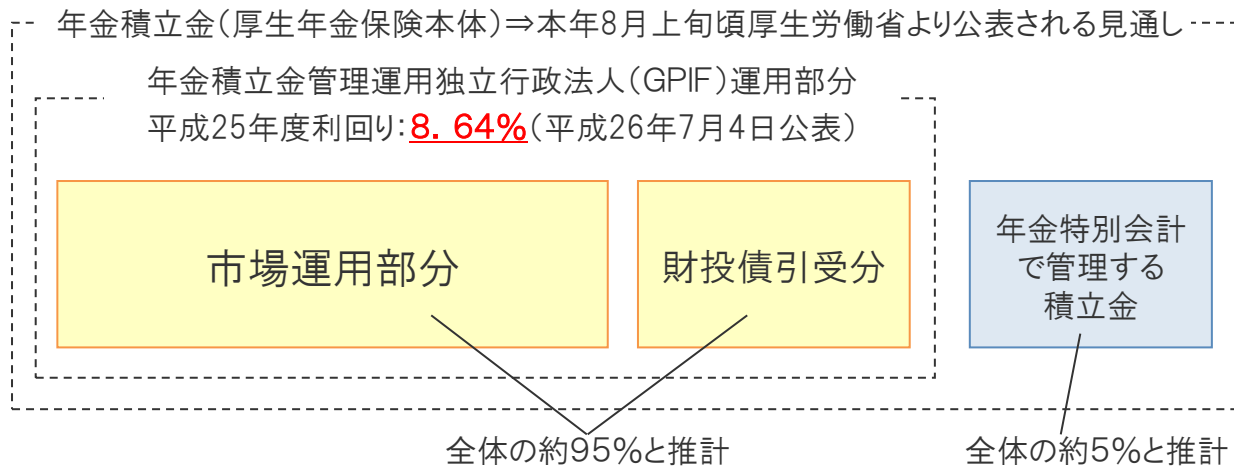 年金積立金(厚生年金保険本体)⇒本年8月上旬頃厚生労働省より公表される見通し
年金積立金管理運用独立行政法人(GPIF)運用部分
平成25年度利回り:8.64%(平成26年7月4日公表)
市場運用部分
財投債引受分
年金特別会計
で管理する
積立金
全体の約95%と推計
全体の約5%と推計